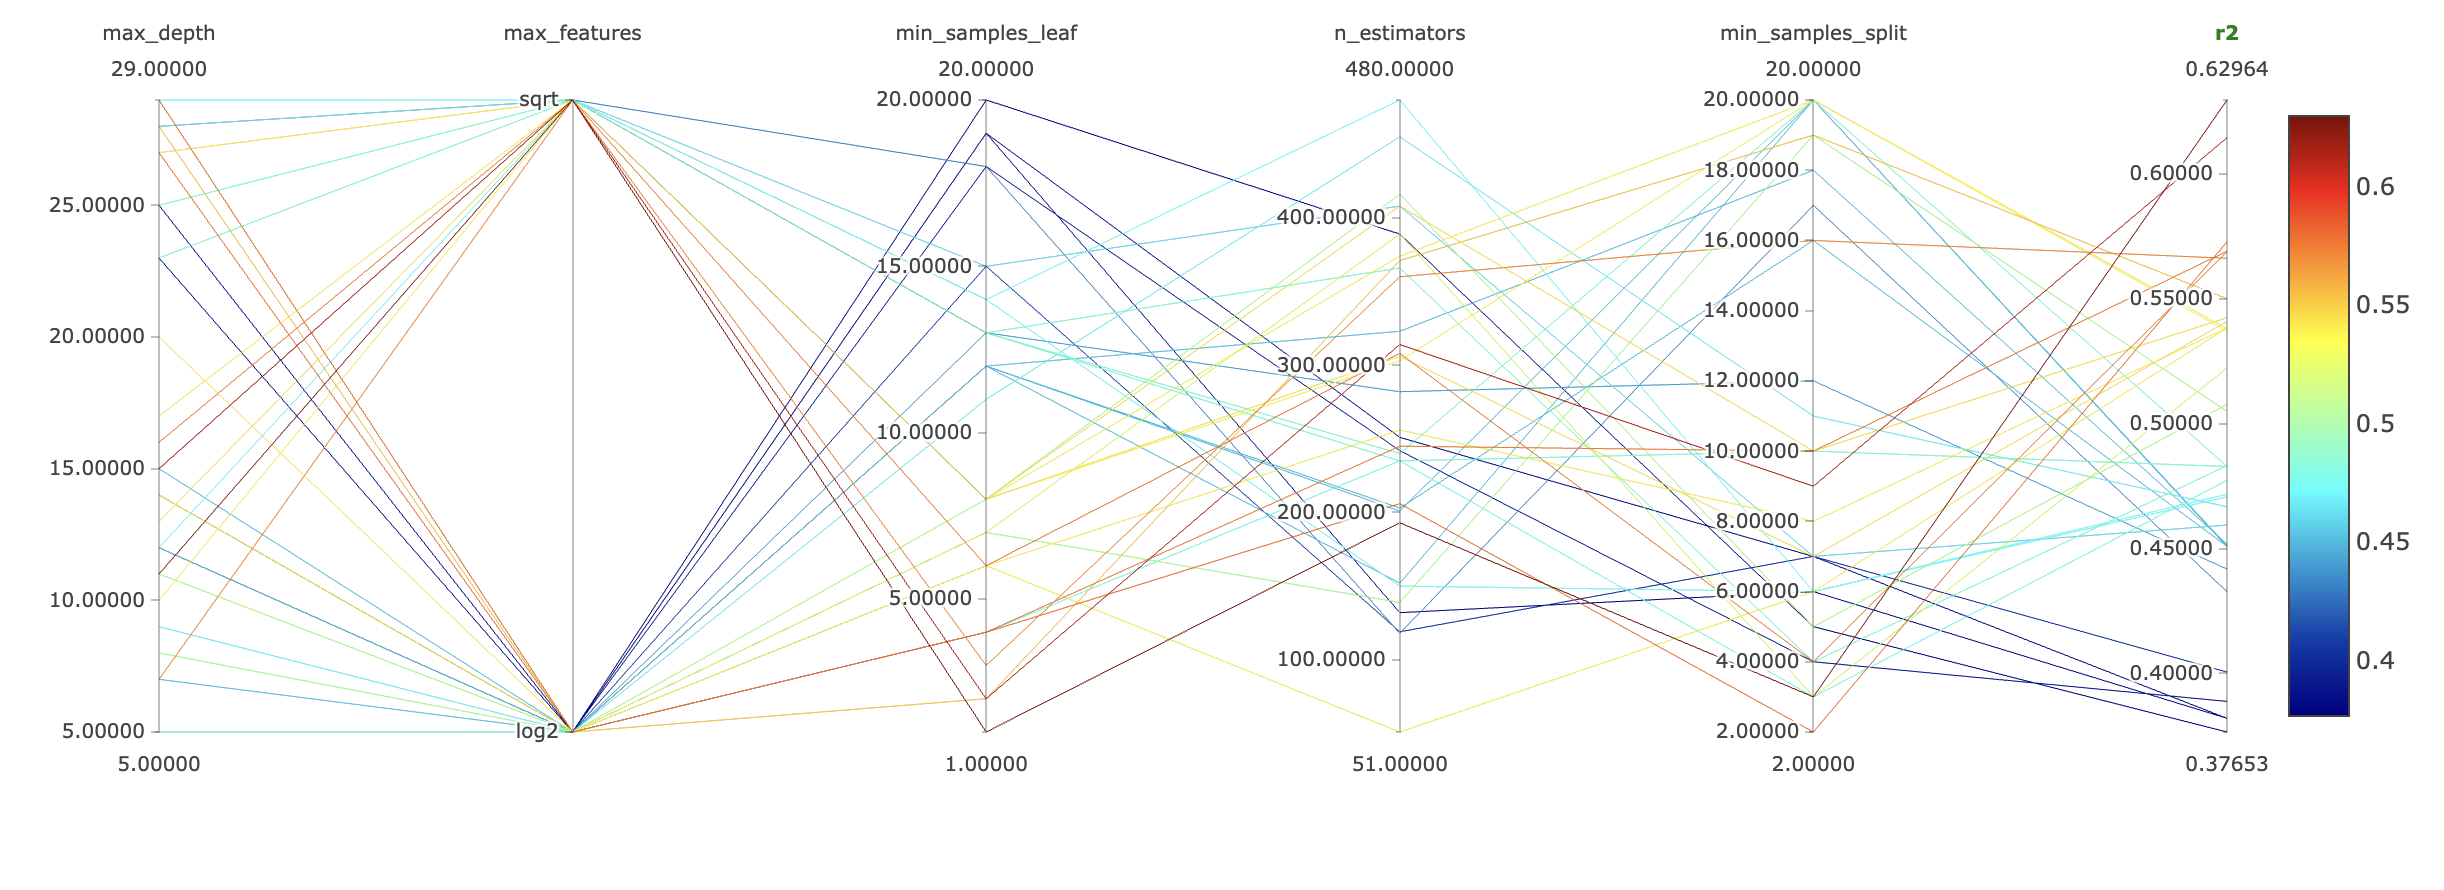 max_depth max_features min_samples_leaf n_estimators min_samples_split r2
29.00000 20.00000 480.00000 20.00000 0.62964
sqrt 20.00000 20.00000
18.00000 0.60000 0.6
25.00000 400.00000
15.00000 16.00000
14.00000 0.55000 0.55
20.00000 300.00000 12.00000
10.00000 10.00000 0.50000 0.5
15.00000
200.00000 8.00000
0.45000 0.45
10.00000 5.00000 6.00000
100.00000 4.00000 0.40000 0.4
5.00000 log2 2.00000
5.00000 1.00000 51.00000 2.00000 0.37653